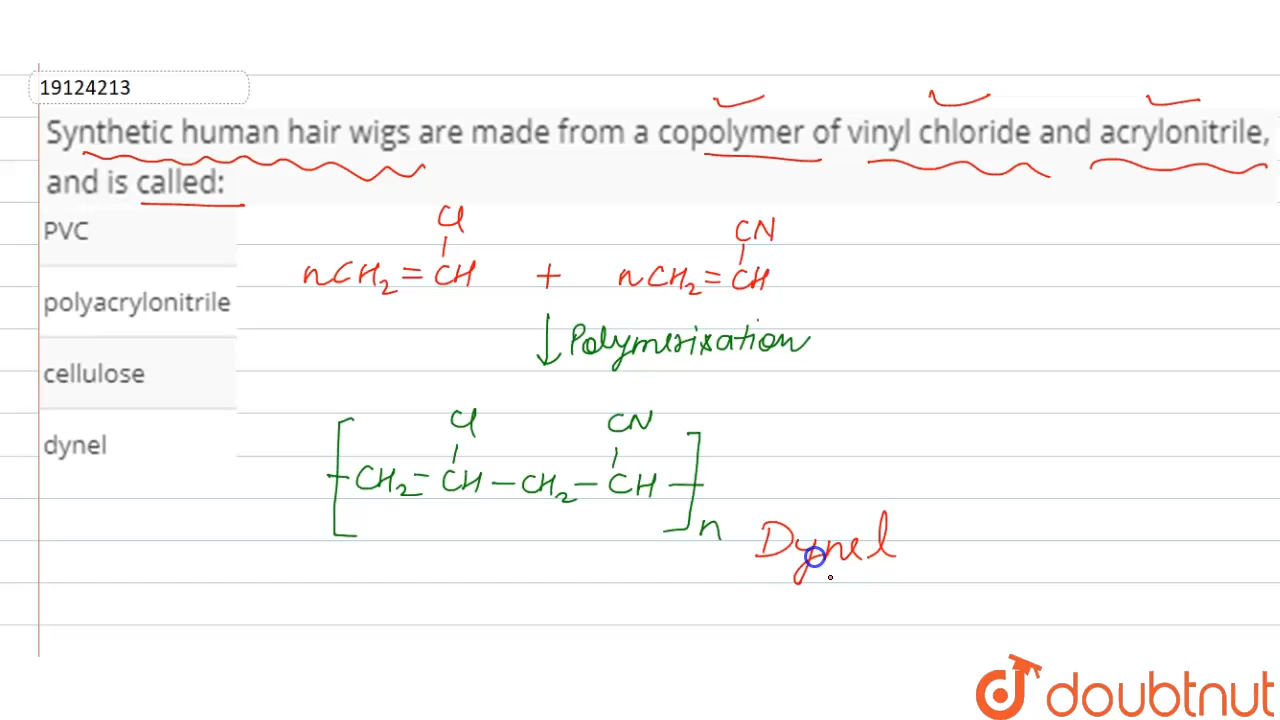 19124213
Synthetic human hair wigs are made from a copolymer of vinyl chloride and acrylonitrile,
and is called:
PVC
Cl CN
nCH2=CH + nCH2=CH
polyacrylonitrile
Polymerization
cellulose
Cl CN
dynel
[-CH2-CH-CH2-CH-]n
Dynel
doubtnut